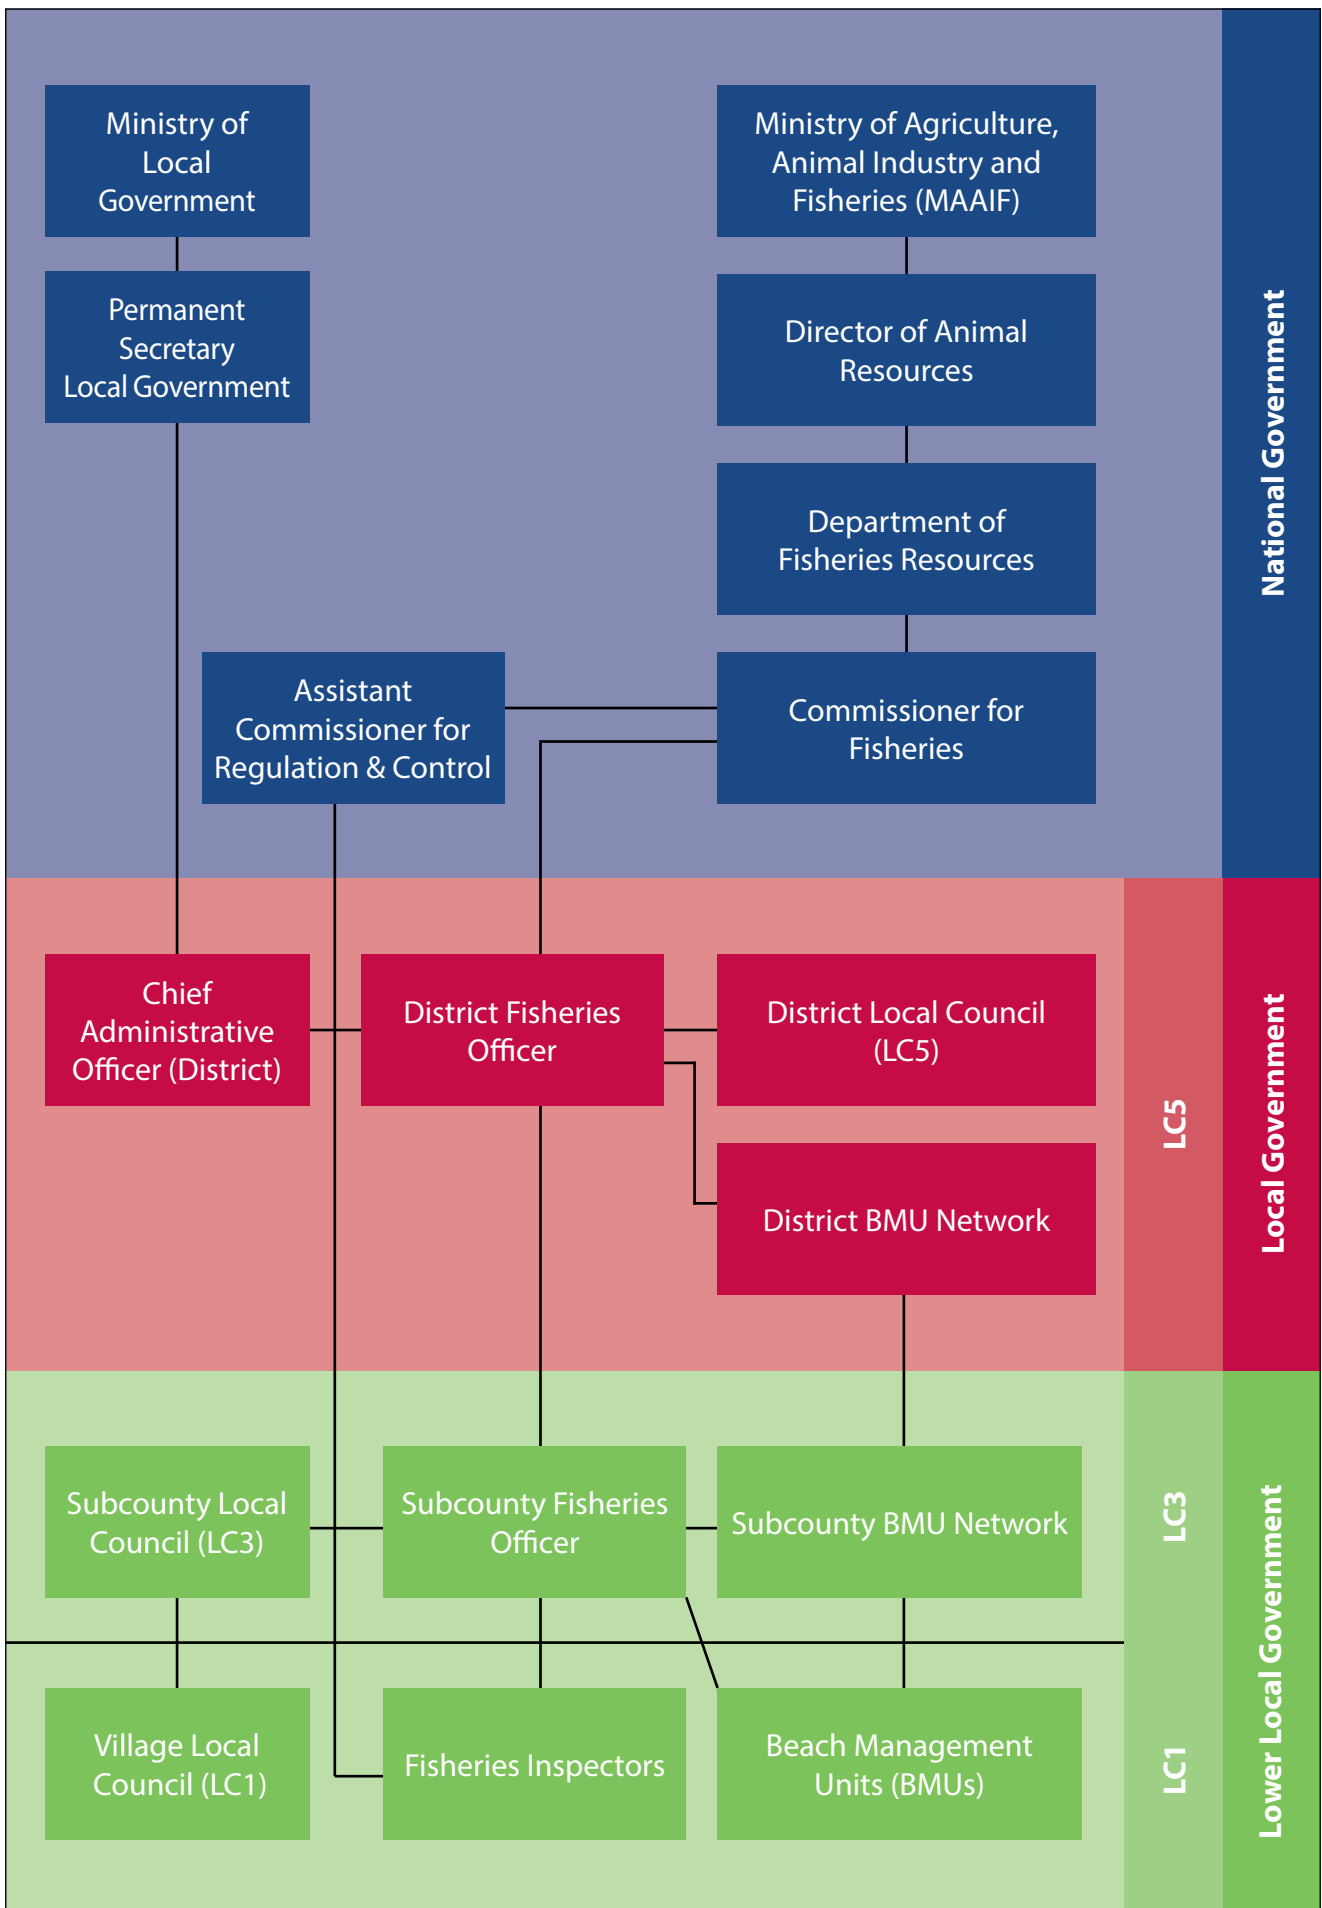 Ministry of
Local
Government
Ministry of Agriculture,
Animal Industry and
Fisheries (MAAIF)
Permanent
Secretary
Local Government
Director of Animal
Resources
Department of
Fisheries Resources
Assistant
Commissioner for
Regulation & Control
Commissioner for
Fisheries
National Government
Chief
Administrative
Officer (District)
District Fisheries
Officer
District Local Council
(LC5)
District BMU Network
LC5
Local Government
Subcounty Local
Council (LC3)
Subcounty Fisheries
Officer
Subcounty BMU Network
LC3
Village Local
Council (LC1)
Fisheries Inspectors
Beach Management
Units (BMUs)
LC1
Lower Local Government